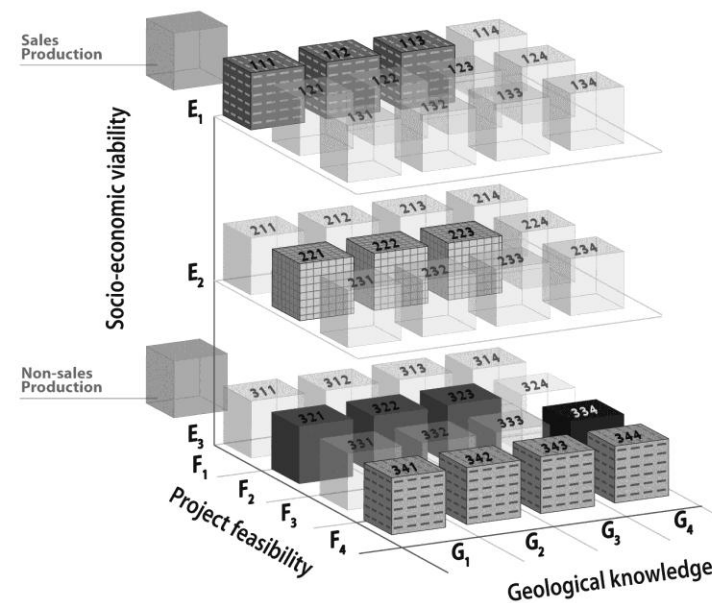 Sales
Production
Socio-economic viability
E1
111
112
113
114
121
122
123
124
131
132
133
134
E2
211
212
213
214
221
222
223
224
231
232
233
234
Non-sales
Production
E3
311
312
313
314
321
322
323
324
331
332
333
334
341
342
343
344
F1
F2
F3
F4
Project feasibility
G1
G2
G3
G4
Geological knowledge